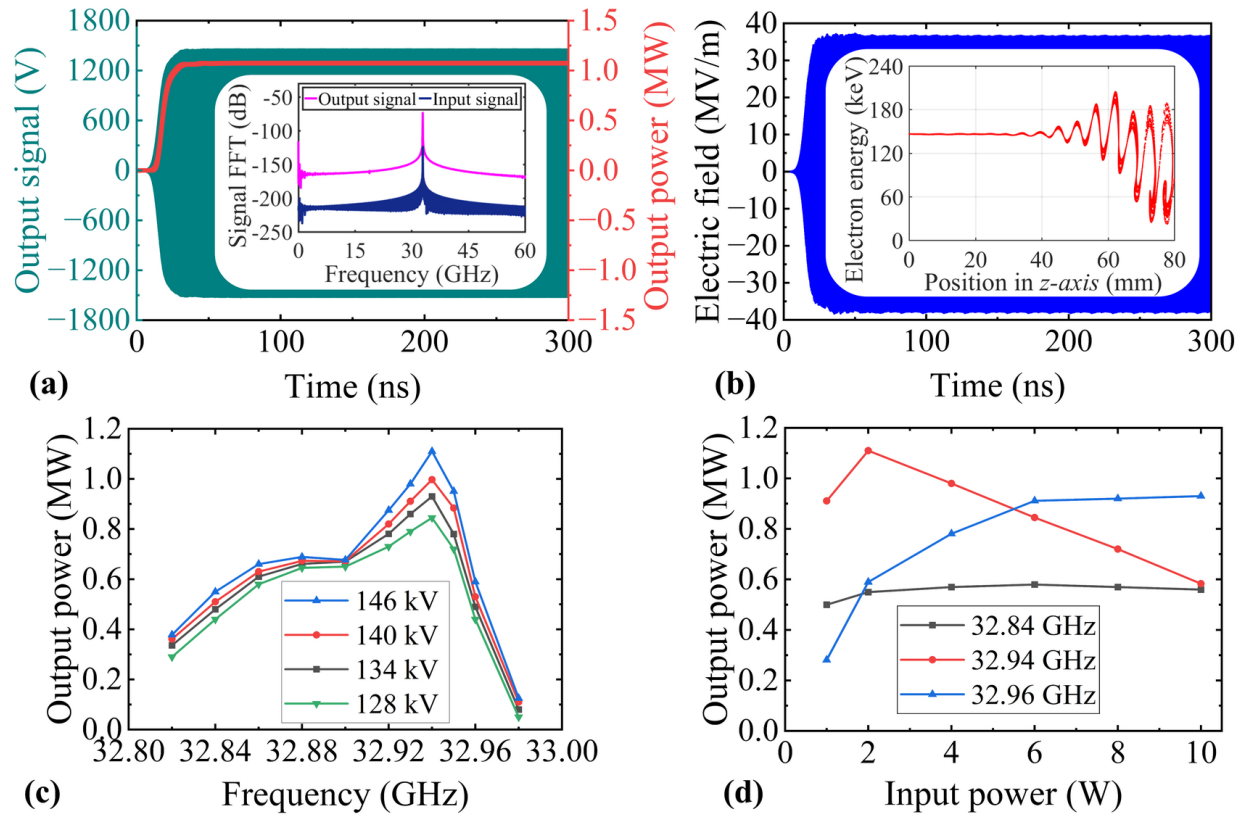 1800
1200
600
0
−600
−1200
−1800
Output signal (V)
1.5
1.0
0.5
0.0
−0.5
−1.0
−1.5
Output power (MW)
0
100
200
300
Time (ns)
(a)
Output signal
Input signal
-50
-100
-150
-200
-250
Signal FFT (dB)
0
15
30
45
60
Frequency (GHz)
40
30
20
10
0
−10
−20
−30
−40
Electric field (MV/m)
0
100
200
300
Time (ns)
(b)
240
180
120
60
0
Electron energy (keV)
0
20
40
60
80
Position in z-axis (mm)
1.2
1.0
0.8
0.6
0.4
0.2
0.0
Output power (MW)
32.80
32.84
32.88
32.92
32.96
33.00
Frequency (GHz)
(c)
146 kV
140 kV
134 kV
128 kV
1.2
1.0
0.8
0.6
0.4
0.2
0.0
Output power (MW)
0
2
4
6
8
10
Input power (W)
(d)
32.84 GHz
32.94 GHz
32.96 GHz